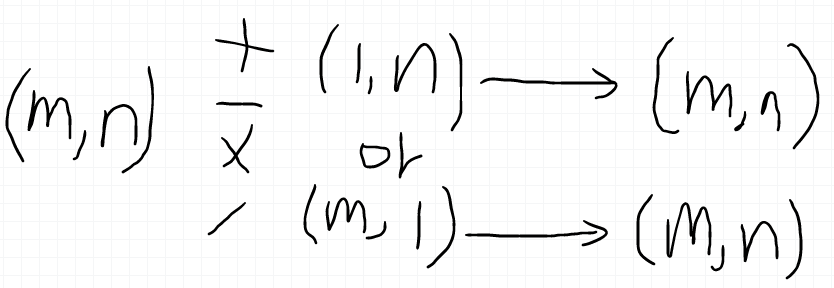 (m,n) + (1,n) → (m,n)
−
× or
/ (m,1) → (m,n)